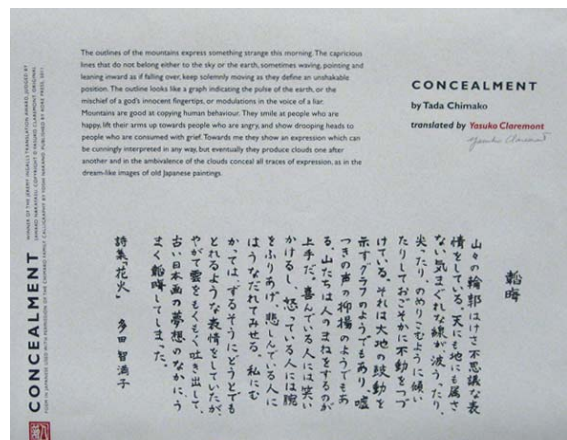 The outlines of the mountains express something strange this morning. The capricious
lines that do not belong either to the sky or the earth, sometimes waving, pointing and
leaning inward as if falling over, keep solemnly moving as they define an unshakable
position. The outline looks like a graph indicating the pulse of the earth, or the
mischief of a god's innocent fingertips, or modulations in the voice of a liar.
Mountains are good at copying human behaviour. They smile at people who are
happy, lift their arms up towards people who are angry, and show drooping heads to
people who are consumed with grief. Towards me they show an expression which can
be cunningly interpreted in any way, but eventually they produce clouds one after
another and in the ambivalence of the clouds conceal all traces of expression, as in the
dream-like images of old Japanese paintings.
CONCEALMENT
by Tada Chimako
translated by Yasuko Claremont
Yasuko Claremont
韜晦
山々の輪郭はけさ不思議な表
情をしている。天にも地にも属さ
ない気まぐれな線が波うったり、
尖ったり、のめりこむように傾い
たりしておごそかに不動をつづ
けている。それは大地の鼓動を
示すグラフのようでもあり、嘘
つきの声の抑揚のようでもあ
る。山たちは人のまねをするのが
上手だ。喜んでいる人には笑い
かけるし、怒っている人には腕
をふりあげ、悲しんでいる人に
はうなだれてみせる。私にむ
かっては、ずるそうにどうとでも
とれるような表情をしていたが
やがて雲をもくもく吐き出して、
古い日本画の夢想のなかにう
まく韜晦してしまった。
詩集「花火」 多田智満子
CONCEALMENT
WINNER OF THE JEREMY INGALLS TRANSLATION AWARD, JUDGED BY